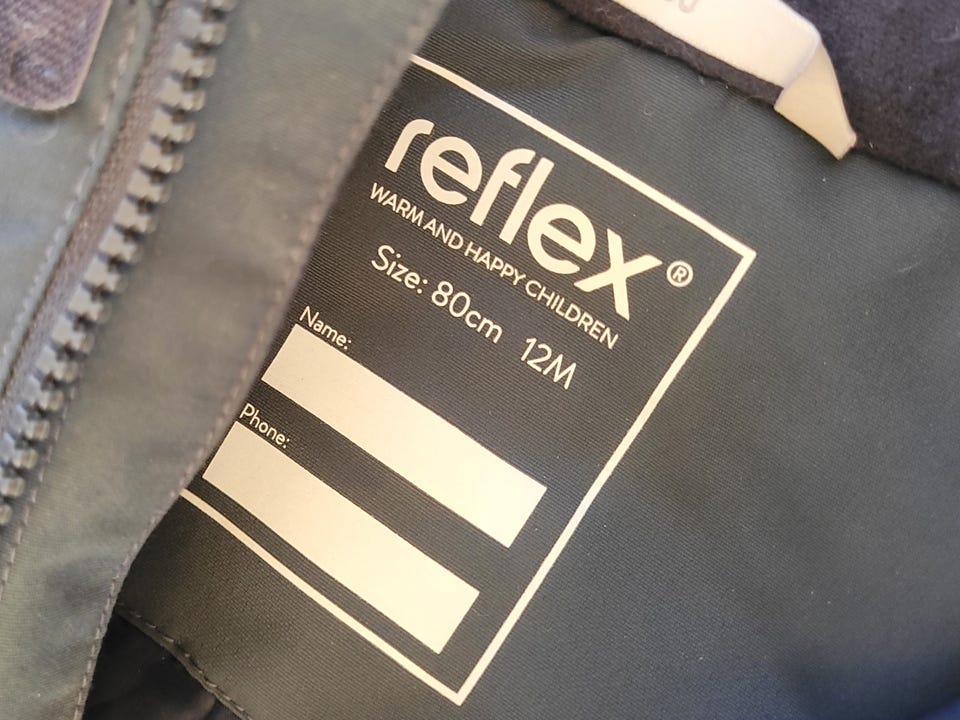 reflex®
WARM AND HAPPY CHILDREN
Size: 80cm 12M
Name:
Phone: